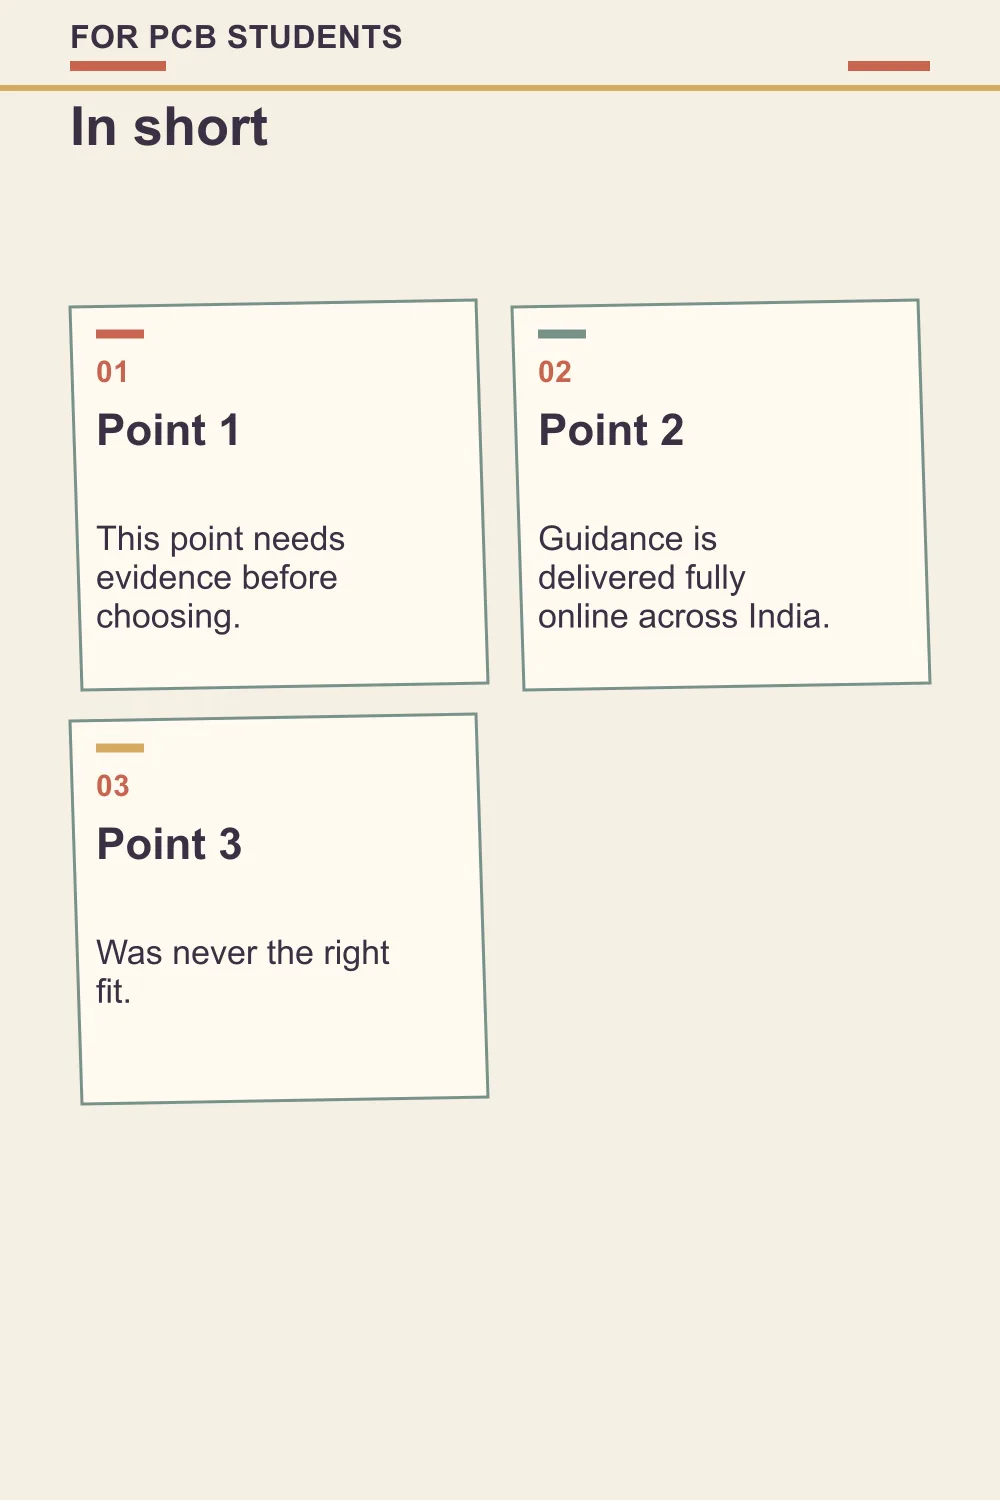 FOR PCB STUDENTS
In short
01
Point 1
This point needs
evidence before
choosing.
02
Point 2
Guidance is
delivered fully
online across India.
03
Point 3
Was never the right
fit.